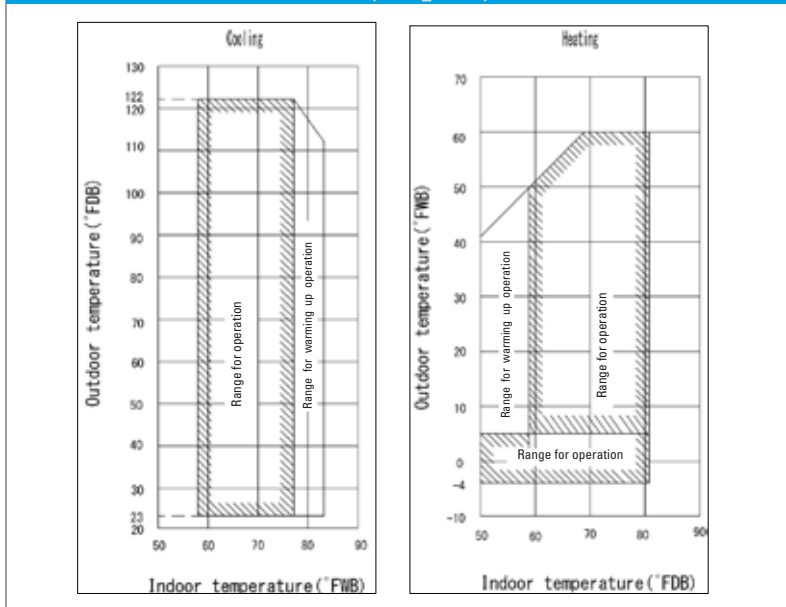 Cooling
130
122
120
110
100
90
80
70
60
50
40
30
23
20
50 60 70 80 90
Outdoor temperature(°FDB)
Range for operation
Range for warming up operation
Indoor temperature(°FWB)
Heating
70
60
50
40
30
20
10
0
-4
-10
50 60 70 80 90
Outdoor temperature(°FWB)
Range for warming up operation
Range for operation
Range for operation
Indoor temperature(°FDB)